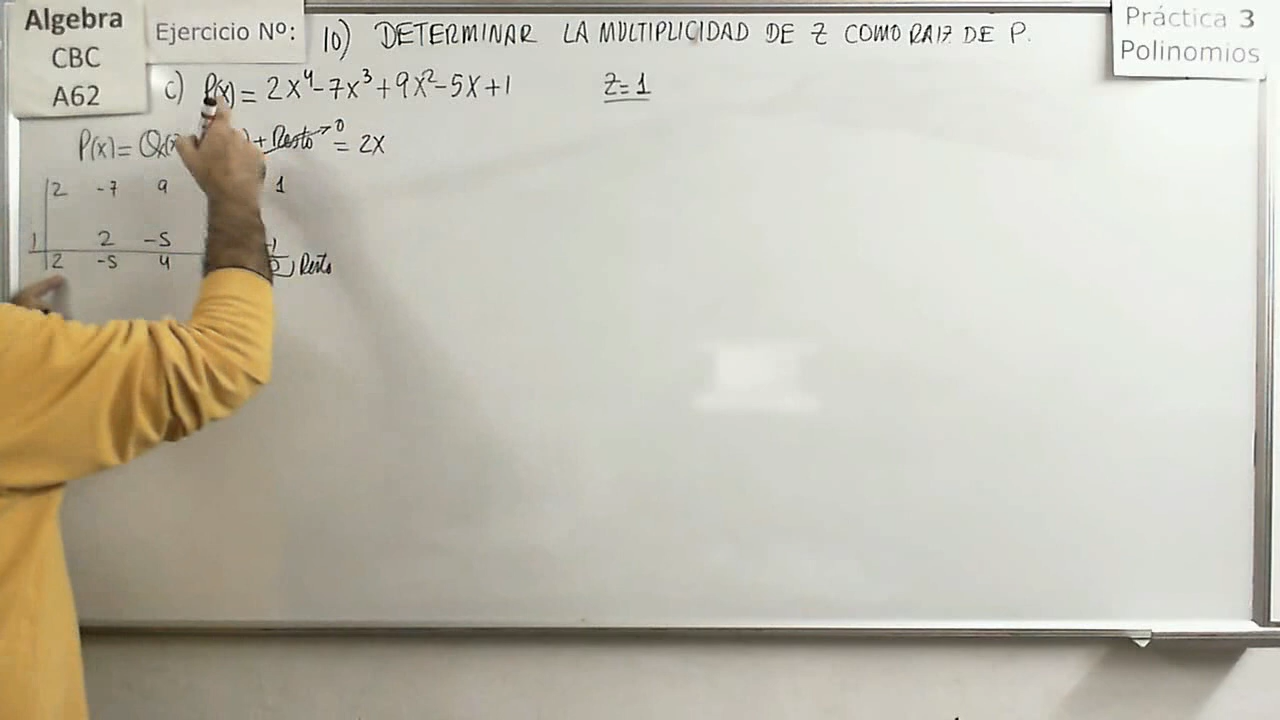 Algebra
CBC
A62
Ejercicio Nº:
10) DETERMINAR LA MULTIPLICIDAD DE Z COMO RAIZ DE P.
Práctica 3
Polinomios
c) P(x) = 2x⁴-7x³+9x²-5x+1 Z=1
P(x)= Q + Resto → 0 = 2x
2 -7 9 1
1 2 -5 -1
2 -5 4 0 Resto